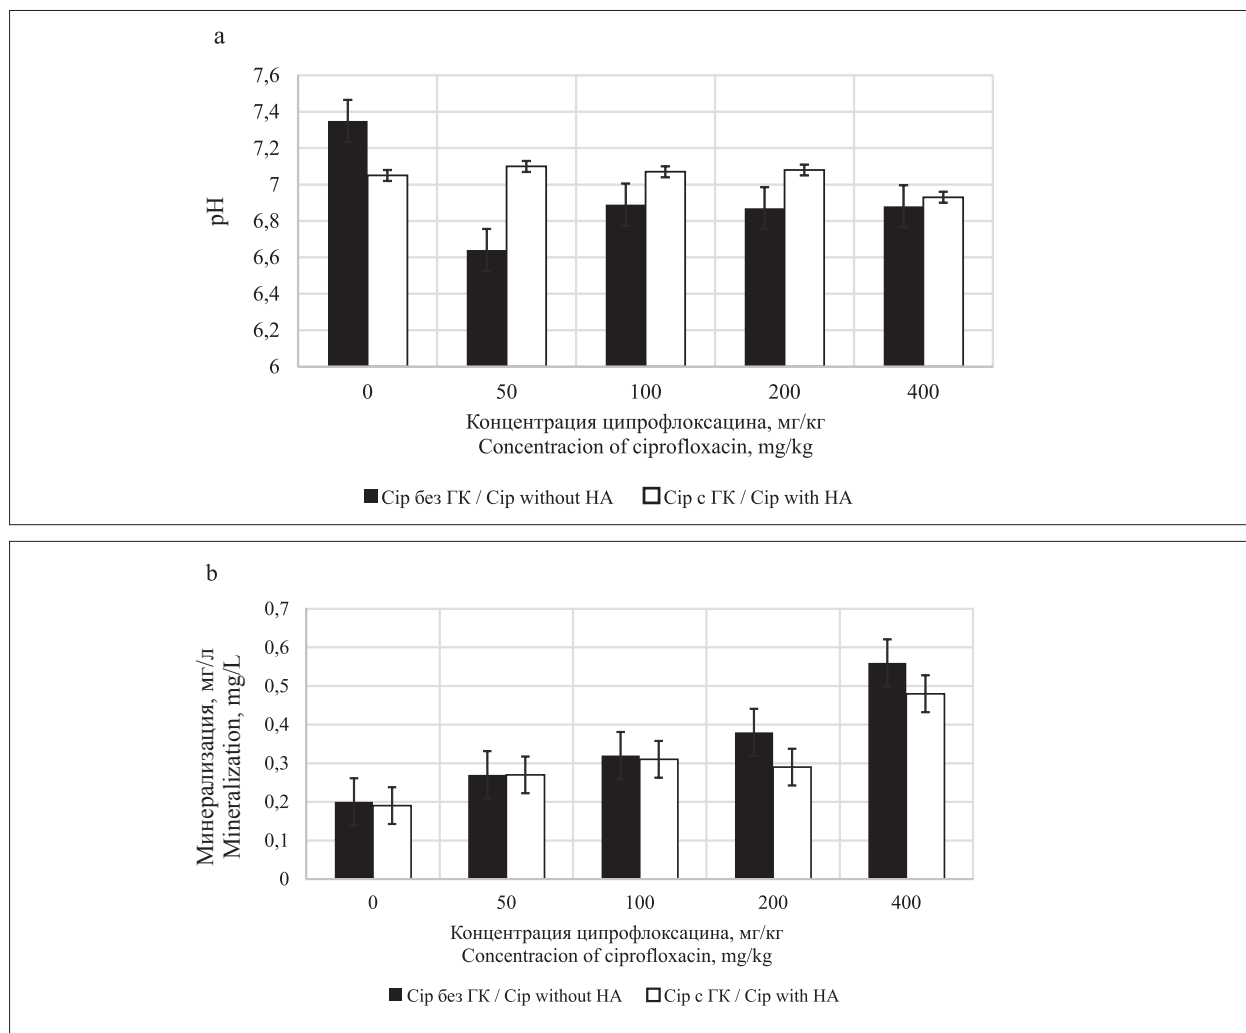 a
7,6
7,4
7,2
7
6,8
6,6
6,4
6,2
6
pH
0 50 100 200 400
Концентрация ципрофлоксацина, мг/кг
Concentracion of ciprofloxacin, mg/kg
Cip без ГК / Cip without HA Cip с ГК / Cip with HA
b
0,7
0,6
0,5
0,4
0,3
0,2
0,1
0
Минерализация, мг/л
Mineralization, mg/L
0 50 100 200 400
Концентрация ципрофлоксацина, мг/кг
Concentracion of ciprofloxacin, mg/kg
Cip без ГК / Cip without HA Cip с ГК / Cip with HA